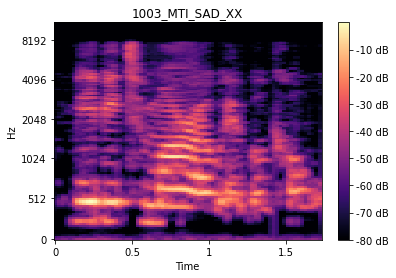 1003_MTI_SAD_XX
8192
4096
2048
1024
512
0
Hz
0
0.5
1
1.5
Time
-10 dB
-20 dB
-30 dB
-40 dB
-50 dB
-60 dB
-70 dB
-80 dB